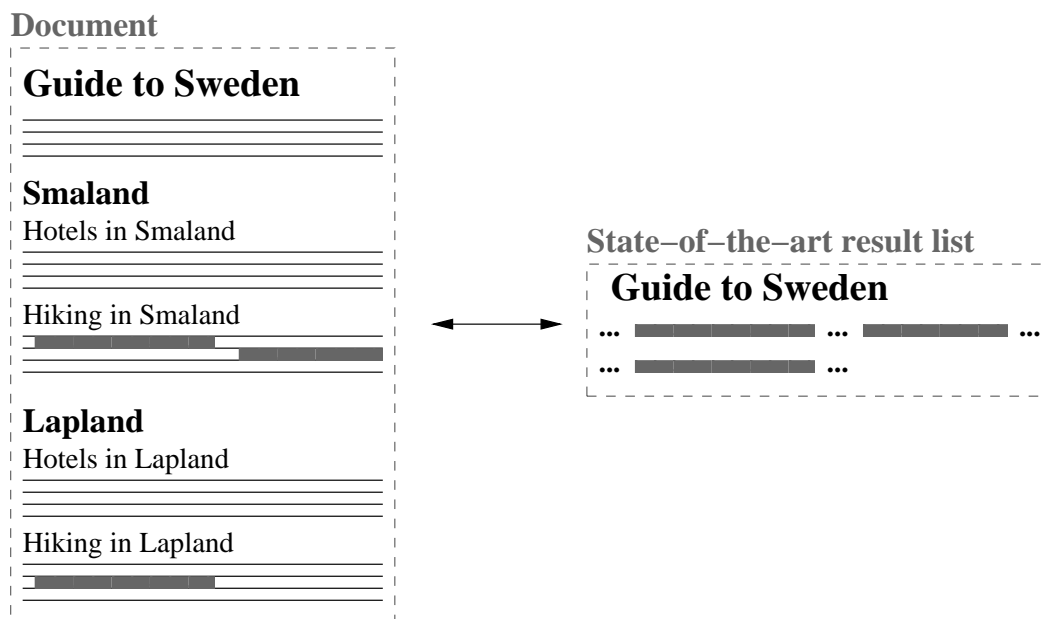 Document
Guide to Sweden
Smaland
Hotels in Smaland
Hiking in Smaland
Lapland
Hotels in Lapland
Hiking in Lapland
State−of−the−art result list
Guide to Sweden
... ... ...
... ...